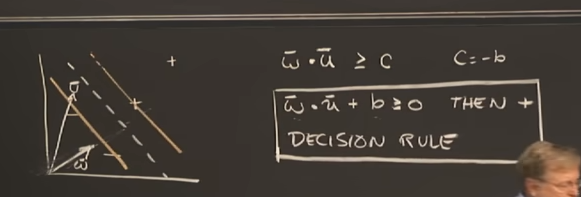 w̄ · ū ≥ c    c = -b
w̄ · ū + b ≥ 0  THEN +
DECISION RULE
+
ū
+
-
w̄
-